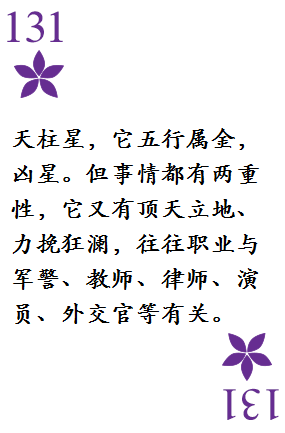 131
天柱星，它五行属金，
凶星。但事情都有两重
性，它又有顶天立地、
力挽狂澜，往往职业与
军警、教师、律师、演
员、外交官等有关。
131